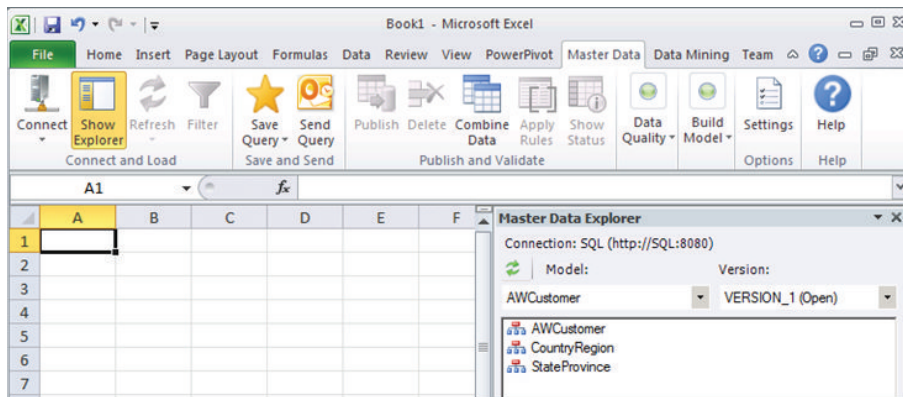 Book1 - Microsoft Excel
File Home Insert Page Layout Formulas Data Review View PowerPivot Master Data Data Mining Team
Connect Show Explorer Refresh Filter Save Query Send Query Publish Delete Combine Data Apply Rules Show Status Data Quality Build Model Settings Help
Connect and Load Save and Send Publish and Validate Options Help
A1 fx
A B C D E F Master Data Explorer
1
Connection: SQL (http://SQL:8080)
2
Model: Version:
3
AWCustomer VERSION_1 (Open)
4
AWCustomer
5
CountryRegion
6
StateProvince
7